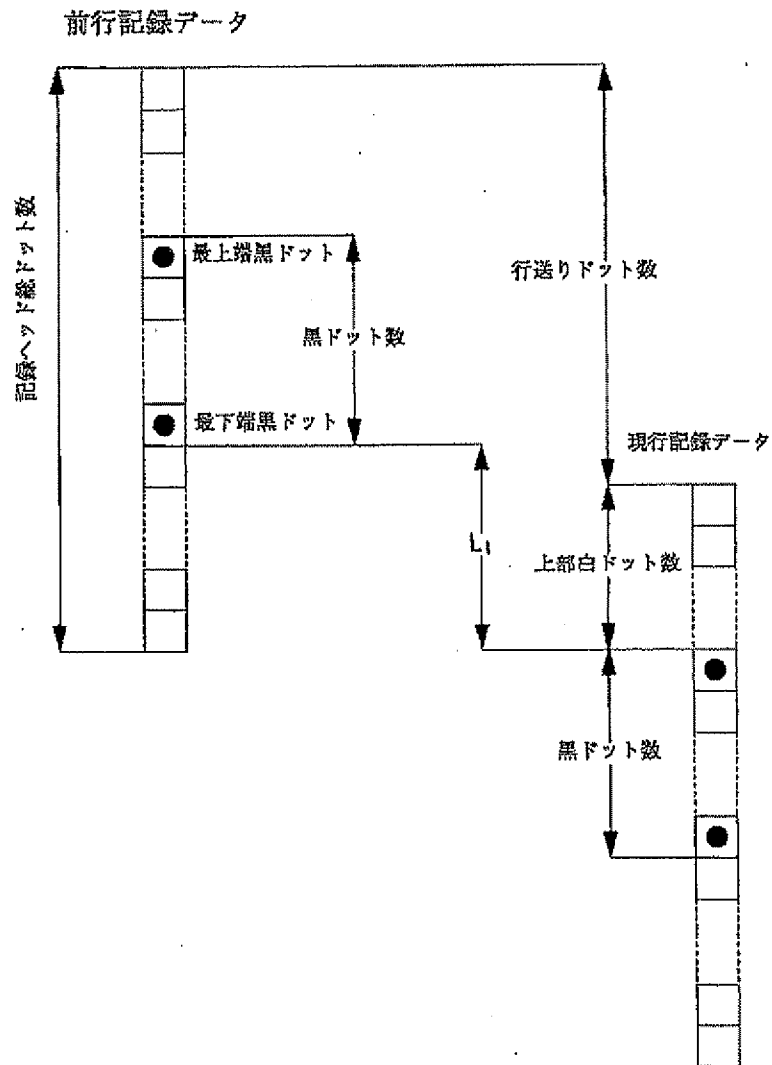 前行記録データ
記録ヘッド総ドット数
最上端黒ドット
行送りドット数
黒ドット数
最下端黒ドット
現行記録データ
L1
上部白ドット数
黒ドット数